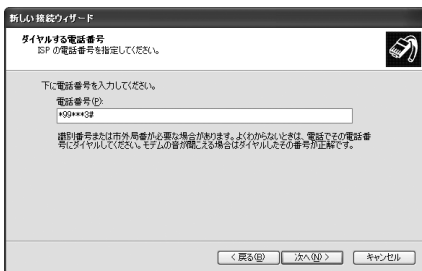 新しい接続ウィザード
ダイヤルする電話番号
ISP の電話番号を指定してください。
下に電話番号を入力してください。
電話番号(P):
*99***3#
識別番号または市外局番が必要な場合があります。よくわからないときは、電話でその電話番
号にダイヤルしてください。モデムの音が聞こえる場合はダイヤルしたその番号が正解です。
< 戻る(B)
次へ(N) >
キャンセル